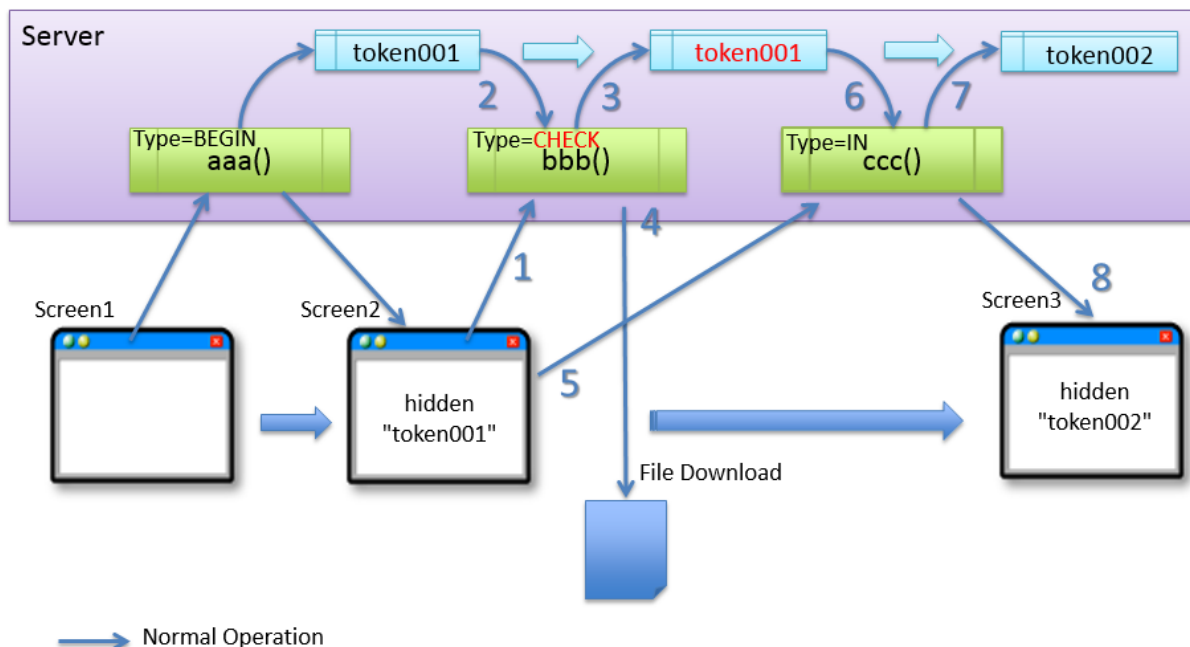 Server
token001
token001
token002
2
3
6
7
Type=BEGIN
aaa()
Type=CHECK
bbb()
Type=IN
ccc()
4
1
8
Screen1
Screen2
Screen3
5
hidden
"token001"
hidden
"token002"
File Download
Normal Operation